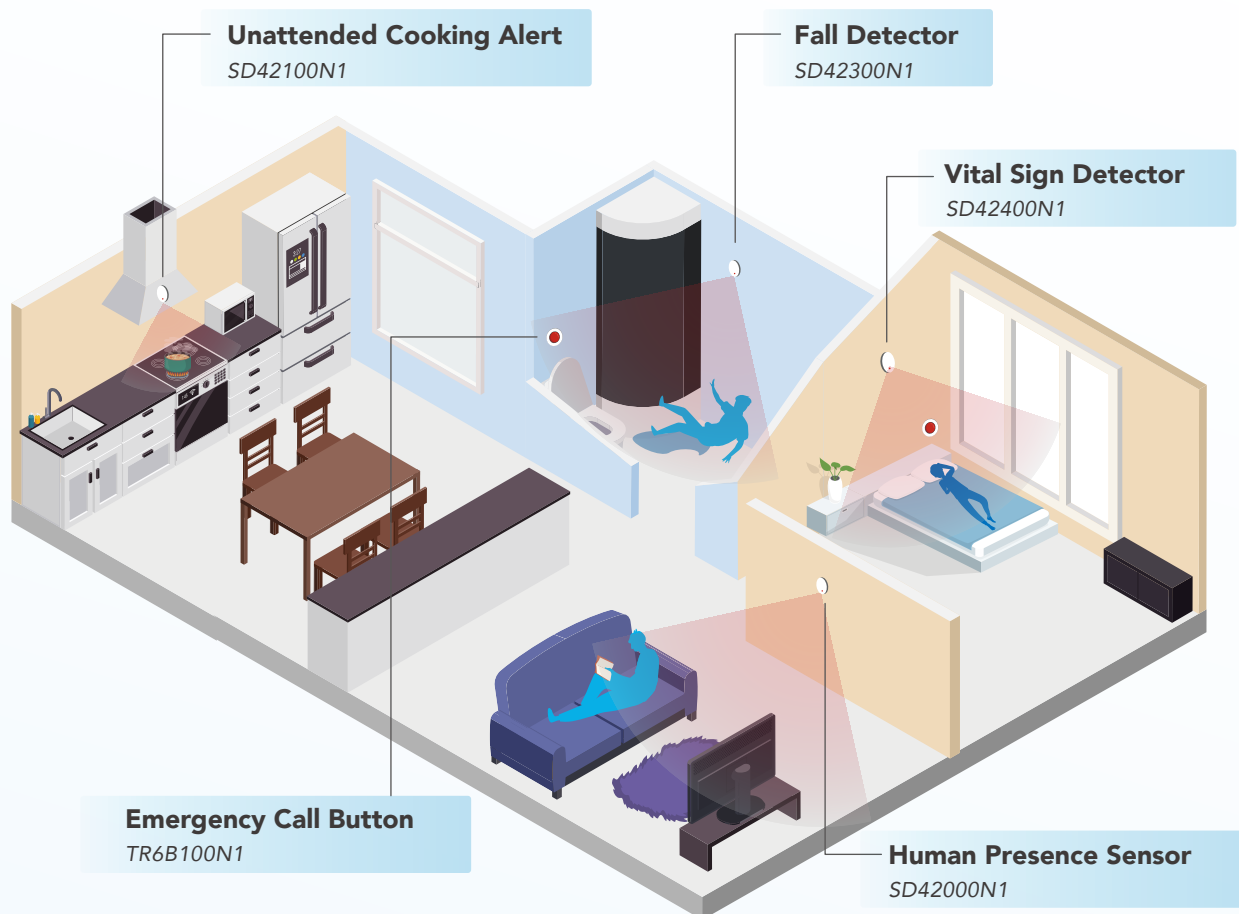 Unattended Cooking Alert
SD42100N1
Fall Detector
SD42300N1
Vital Sign Detector
SD42400N1
Emergency Call Button
TR6B100N1
Human Presence Sensor
SD42000N1